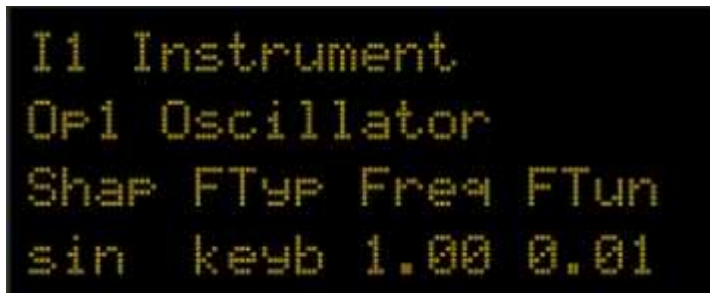 I1 Instrument
Op1 Oscillator
Shap FTyp Freq FTun
sin keyb 1.00 0.01